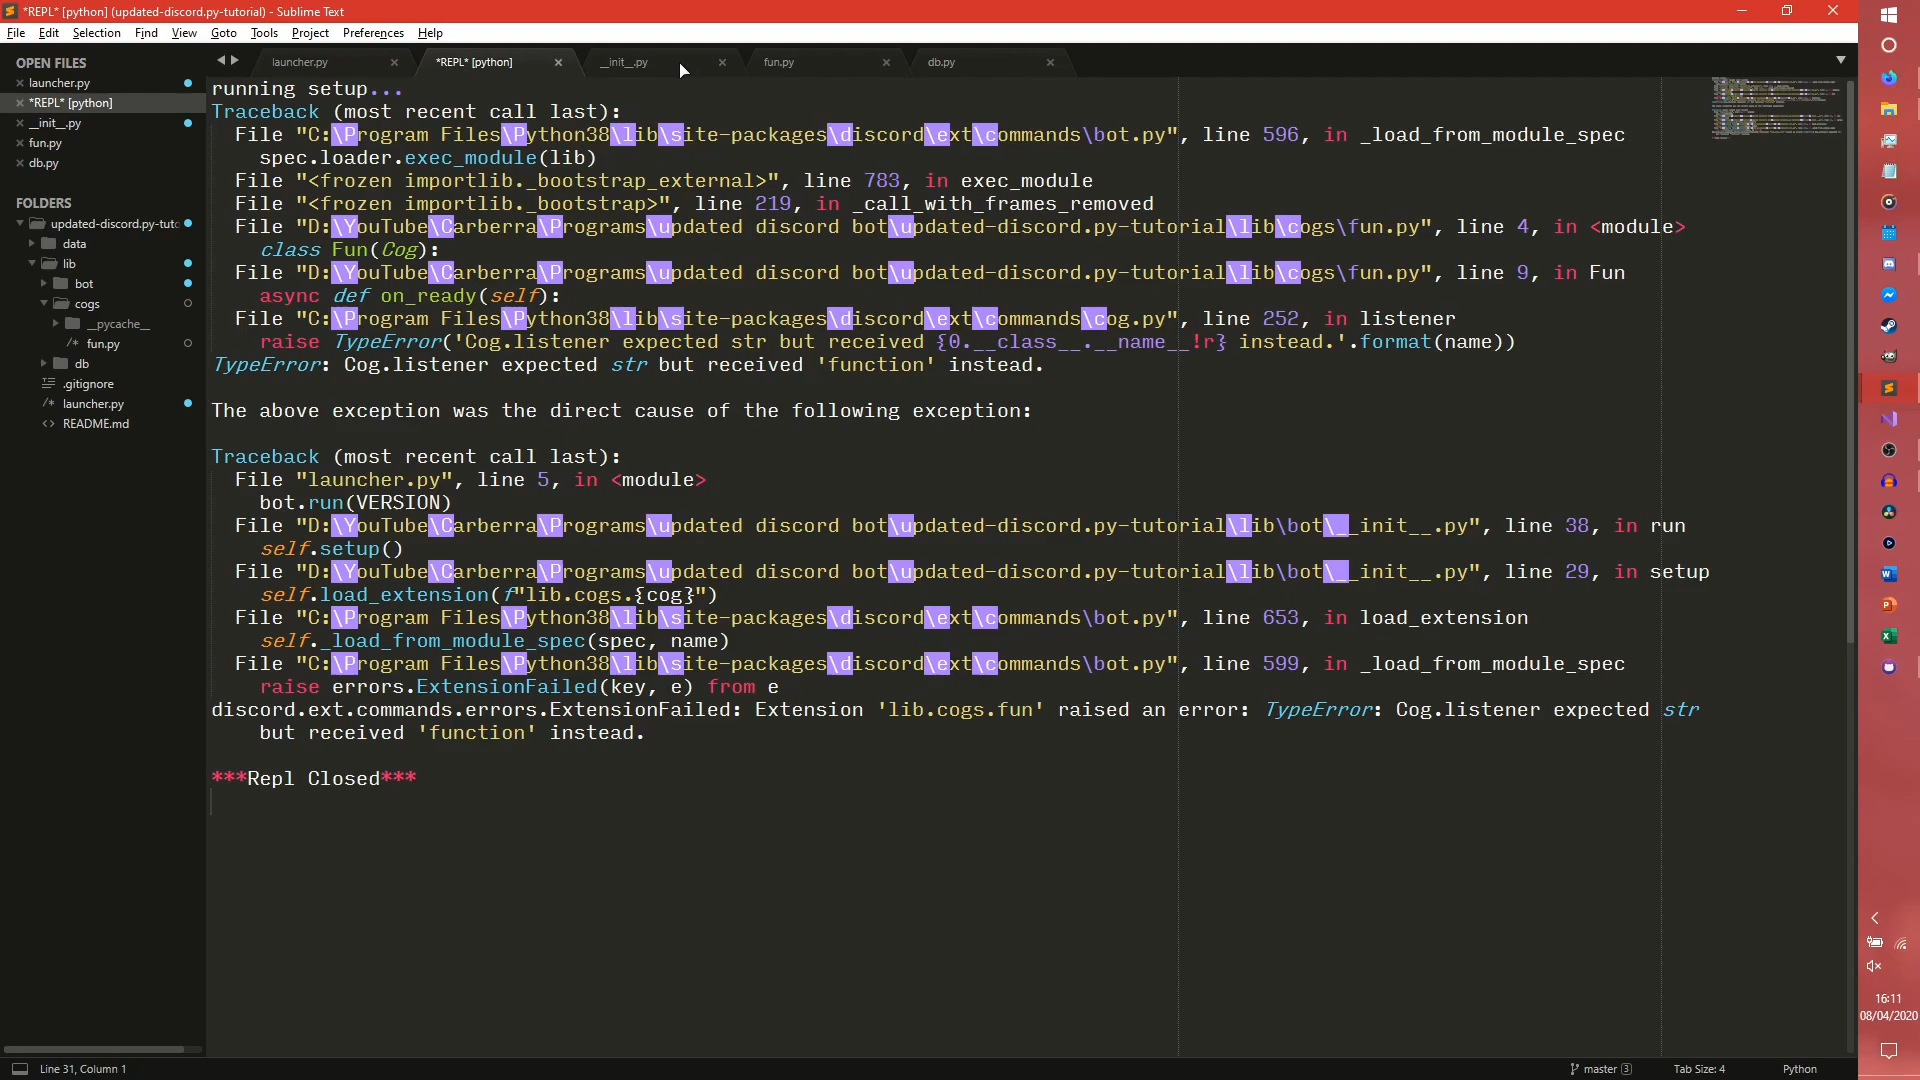 *REPL* [python] (updated-discord.py-tutorial) - Sublime Text
File Edit Selection Find View Goto Tools Project Preferences Help
OPEN FILES
launcher.py
*REPL* [python]
__init__.py
fun.py
db.py
FOLDERS
updated-discord.py-tuto
data
lib
bot
cogs
__pycache__
fun.py
db
.gitignore
launcher.py
README.md
launcher.py *REPL* [python] __init__.py fun.py db.py
running setup...
Traceback (most recent call last):
File "C:\Program Files\Python38\lib\site-packages\discord\ext\commands\bot.py", line 596, in _load_from_module_spec
spec.loader.exec_module(lib)
File "<frozen importlib._bootstrap_external>", line 783, in exec_module
File "<frozen importlib._bootstrap>", line 219, in _call_with_frames_removed
File "D:\YouTube\Carberra\Programs\updated discord bot\updated-discord.py-tutorial\lib\cogs\fun.py", line 4, in <module>
class Fun(Cog):
File "D:\YouTube\Carberra\Programs\updated discord bot\updated-discord.py-tutorial\lib\cogs\fun.py", line 9, in Fun
async def on_ready(self):
File "C:\Program Files\Python38\lib\site-packages\discord\ext\commands\cog.py", line 252, in listener
raise TypeError('Cog.listener expected str but received {0.__class__.__name__!r} instead.'.format(name))
TypeError: Cog.listener expected str but received 'function' instead.
The above exception was the direct cause of the following exception:
Traceback (most recent call last):
File "launcher.py", line 5, in <module>
bot.run(VERSION)
File "D:\YouTube\Carberra\Programs\updated discord bot\updated-discord.py-tutorial\lib\bot\__init__.py", line 38, in run
self.setup()
File "D:\YouTube\Carberra\Programs\updated discord bot\updated-discord.py-tutorial\lib\bot\__init__.py", line 29, in setup
self.load_extension(f"lib.cogs.{cog}")
File "C:\Program Files\Python38\lib\site-packages\discord\ext\commands\bot.py", line 653, in load_extension
self._load_from_module_spec(spec, name)
File "C:\Program Files\Python38\lib\site-packages\discord\ext\commands\bot.py", line 599, in _load_from_module_spec
raise errors.ExtensionFailed(key, e) from e
discord.ext.commands.errors.ExtensionFailed: Extension 'lib.cogs.fun' raised an error: TypeError: Cog.listener expected str
but received 'function' instead.
***Repl Closed***
16:11
08/04/2020
Line 31, Column 1
master 3
Tab Size: 4
Python